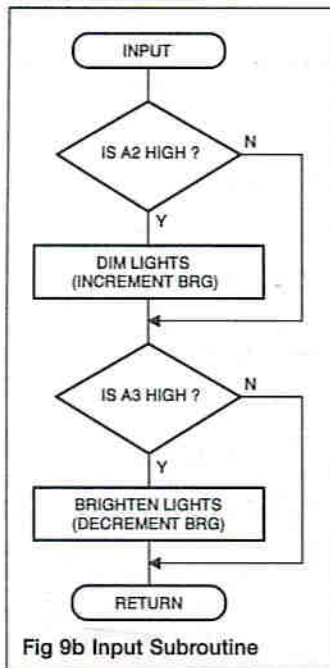 INPUT
IS A2 HIGH ?
N
Y
DIM LIGHTS
(INCREMENT BRG)
IS A3 HIGH ?
N
Y
BRIGHTEN LIGHTS
(DECREMENT BRG)
RETURN
Fig 9b Input Subroutine